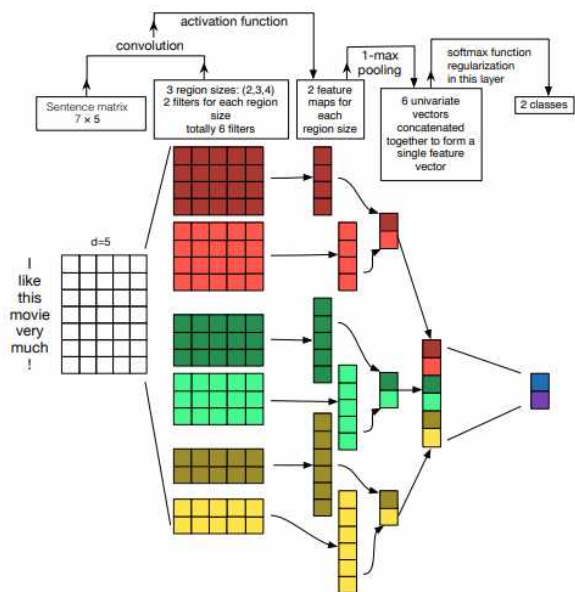 activation function
convolution
1-max
pooling
softmax function
regularization
in this layer
Sentence matrix
7 × 5
3 region sizes: (2,3,4)
2 filters for each region
size
totally 6 filters
2 feature
maps for
each
region size
6 univariate
vectors
concatenated
together to form a
single feature
vector
2 classes
d=5
I
like
this
movie
very
much
!